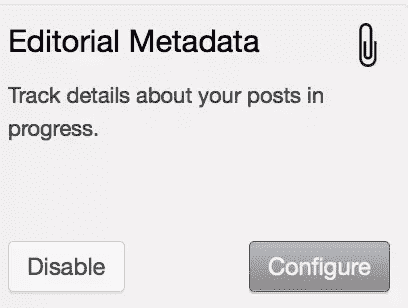 Editorial Metadata
Track details about your posts in
progress.
Disable
Configure